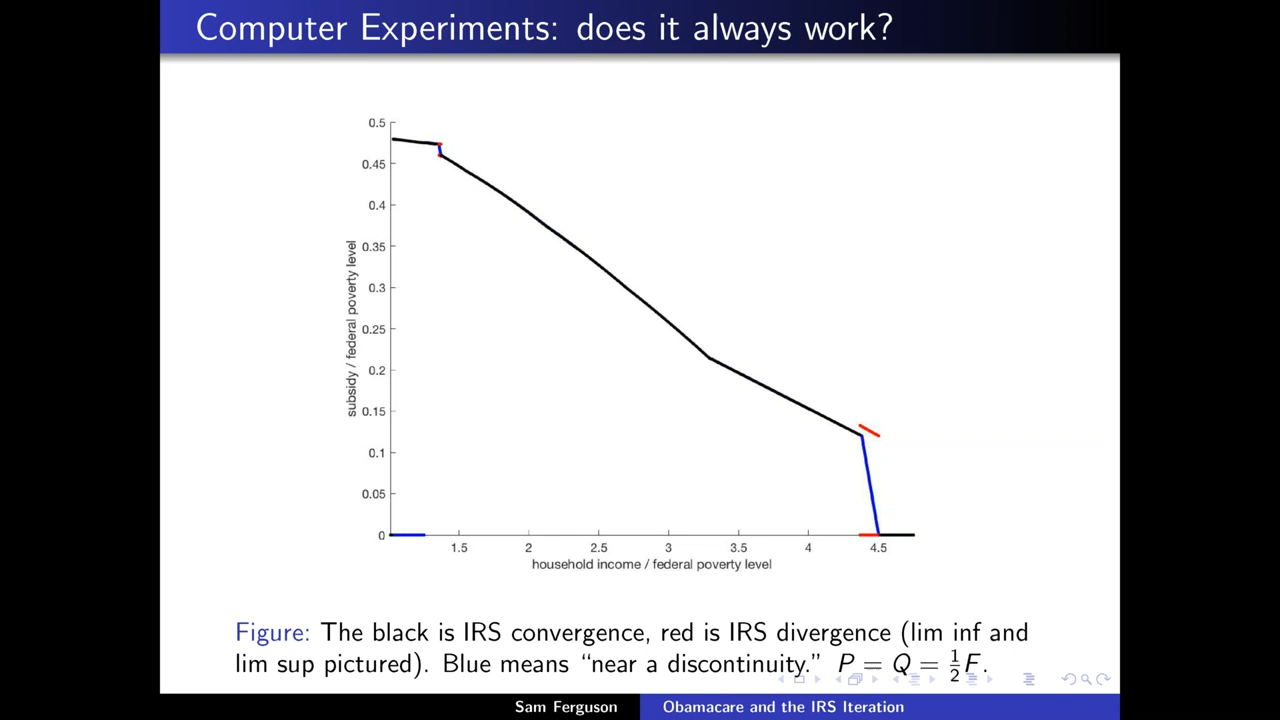 Computer Experiments: does it always work?
0.5
0.45
0.4
0.35
0.3
0.25
0.2
0.15
0.1
0.05
0
subsidy / federal poverty level
1.5 2 2.5 3 3.5 4 4.5
household income / federal poverty level
Figure: The black is IRS convergence, red is IRS divergence (lim inf and
lim sup pictured). Blue means “near a discontinuity.” P = Q = ½F.
Sam Ferguson Obamacare and the IRS Iteration